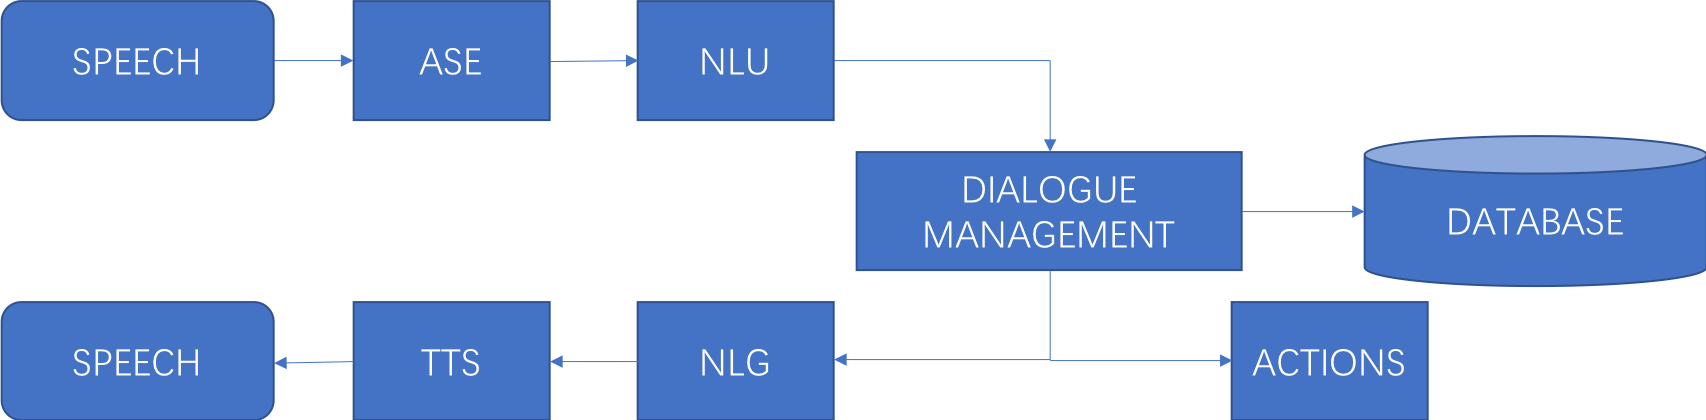 SPEECH
ASE
NLU
DIALOGUE
MANAGEMENT
DATABASE
SPEECH
TTS
NLG
ACTIONS